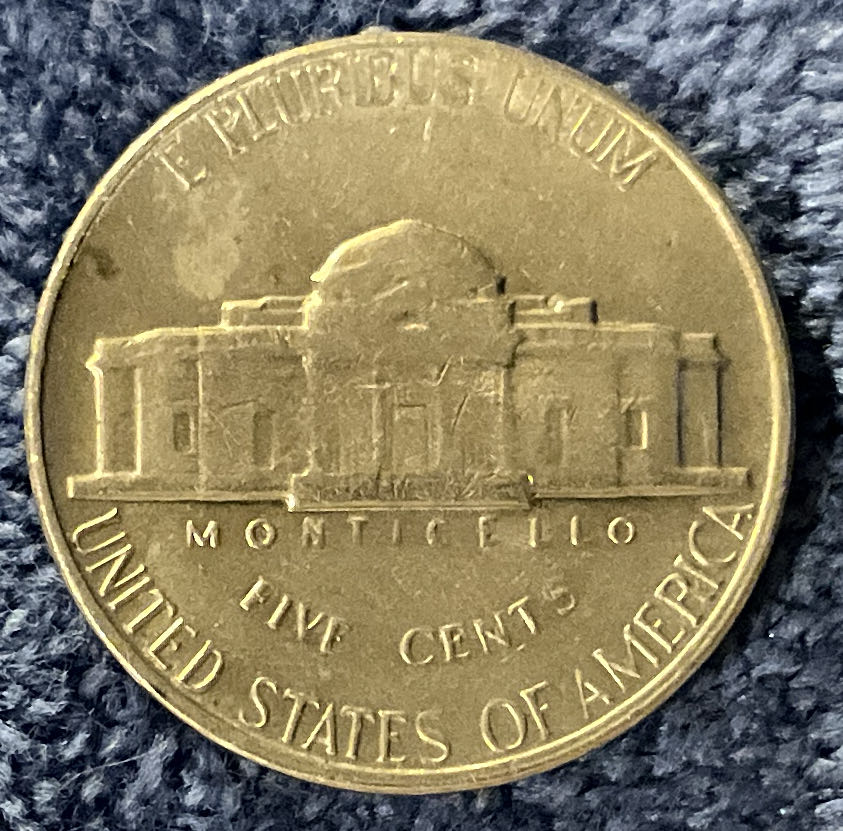 E PLURIBUS UNUM
MONTICELLO
FIVE CENTS
UNITED STATES OF AMERICA